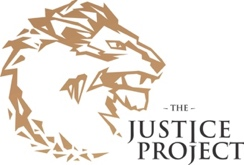 – THE –
JUSTICE
PROJECT